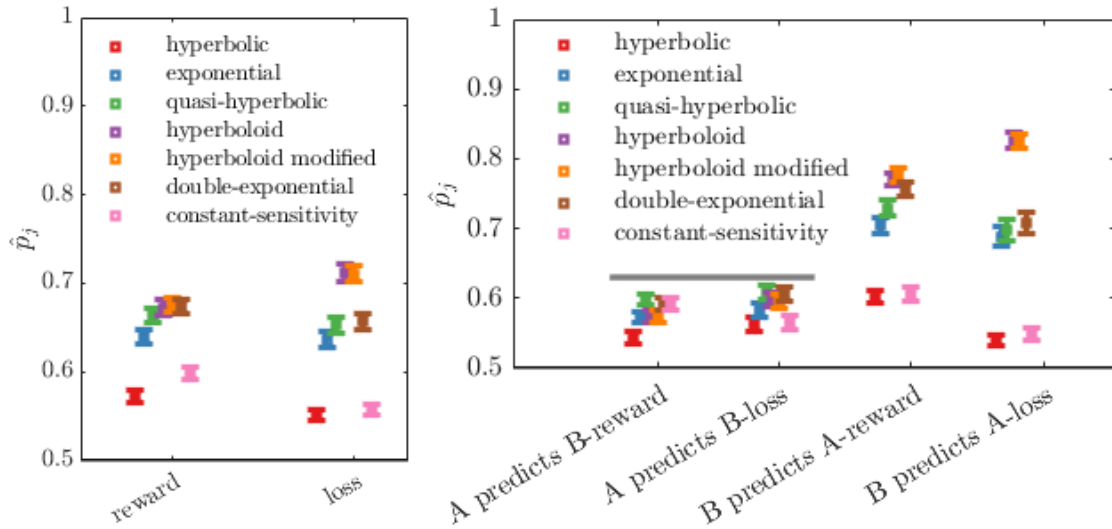 1
0.9
0.8
0.7
0.6
0.5
p̂j
hyperbolic
exponential
quasi-hyperbolic
hyperboloid
hyperboloid modified
double-exponential
constant-sensitivity
reward
loss
1
0.9
0.8
0.7
0.6
0.5
p̂j
hyperbolic
exponential
quasi-hyperbolic
hyperboloid
hyperboloid modified
double-exponential
constant-sensitivity
A predicts B-reward
A predicts B-loss
B predicts A-reward
B predicts A-loss